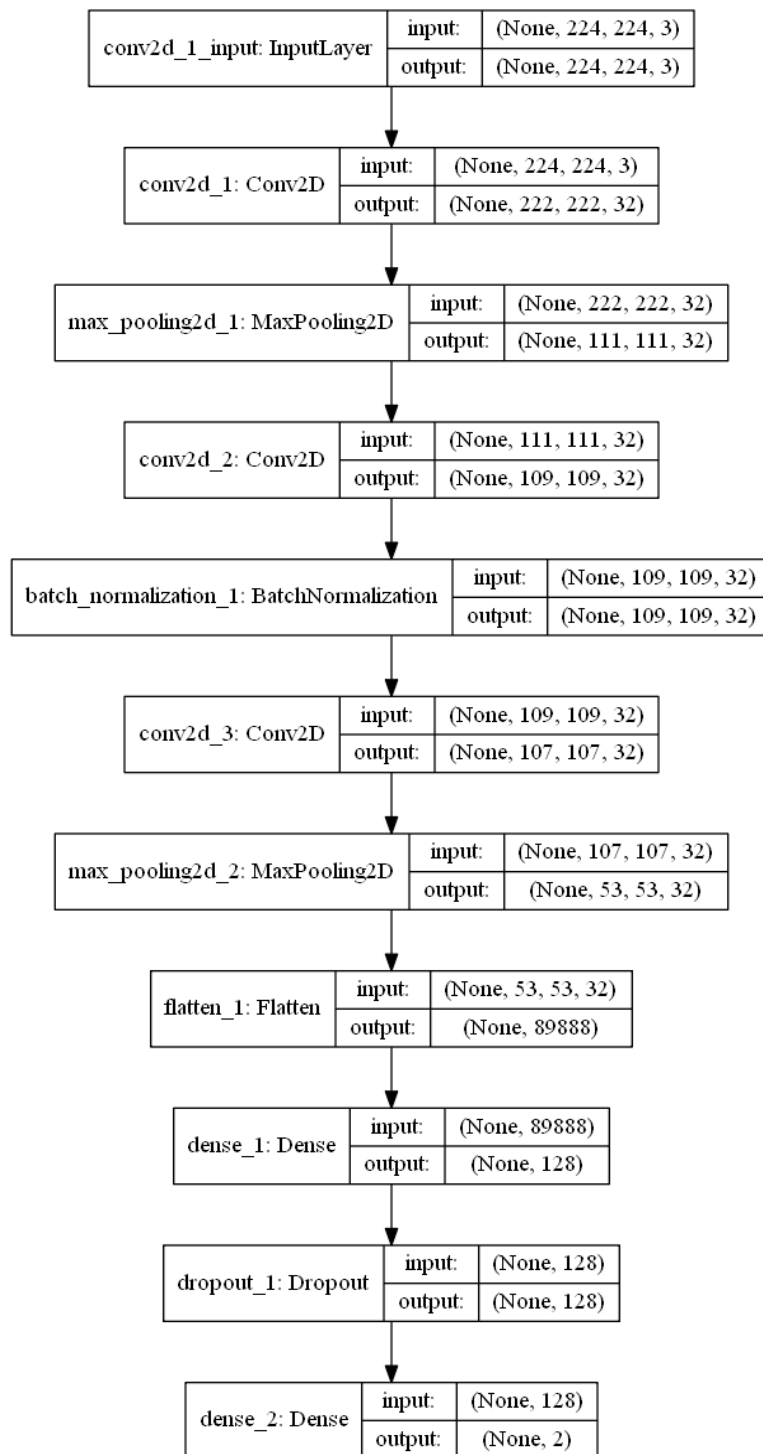 conv2d_1_input: InputLayer
input: (None, 224, 224, 3)
output: (None, 224, 224, 3)
conv2d_1: Conv2D
input: (None, 224, 224, 3)
output: (None, 222, 222, 32)
max_pooling2d_1: MaxPooling2D
input: (None, 222, 222, 32)
output: (None, 111, 111, 32)
conv2d_2: Conv2D
input: (None, 111, 111, 32)
output: (None, 109, 109, 32)
batch_normalization_1: BatchNormalization
input: (None, 109, 109, 32)
output: (None, 109, 109, 32)
conv2d_3: Conv2D
input: (None, 109, 109, 32)
output: (None, 107, 107, 32)
max_pooling2d_2: MaxPooling2D
input: (None, 107, 107, 32)
output: (None, 53, 53, 32)
flatten_1: Flatten
input: (None, 53, 53, 32)
output: (None, 89888)
dense_1: Dense
input: (None, 89888)
output: (None, 128)
dropout_1: Dropout
input: (None, 128)
output: (None, 128)
dense_2: Dense
input: (None, 128)
output: (None, 2)